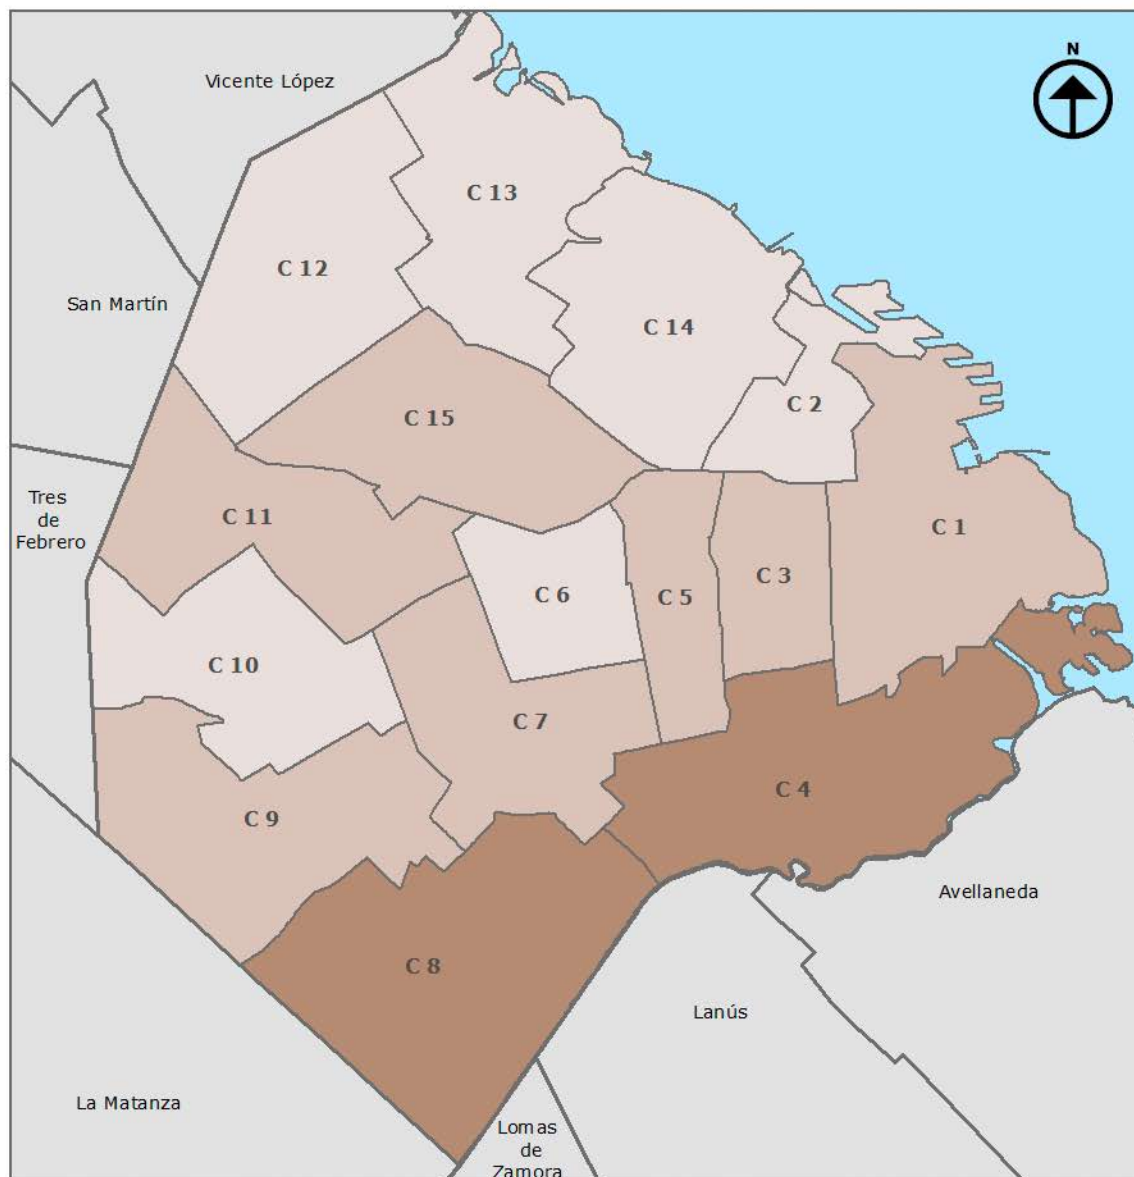 N
Vicente López
C 13
C 12
San Martín
C 14
C 2
C 15
Tres
de
Febrero
C 11
C 1
C 3
C 6
C 5
C 10
C 7
C 4
C 9
Avellaneda
C 8
Lanús
La Matanza
Lomas
de
Zamora